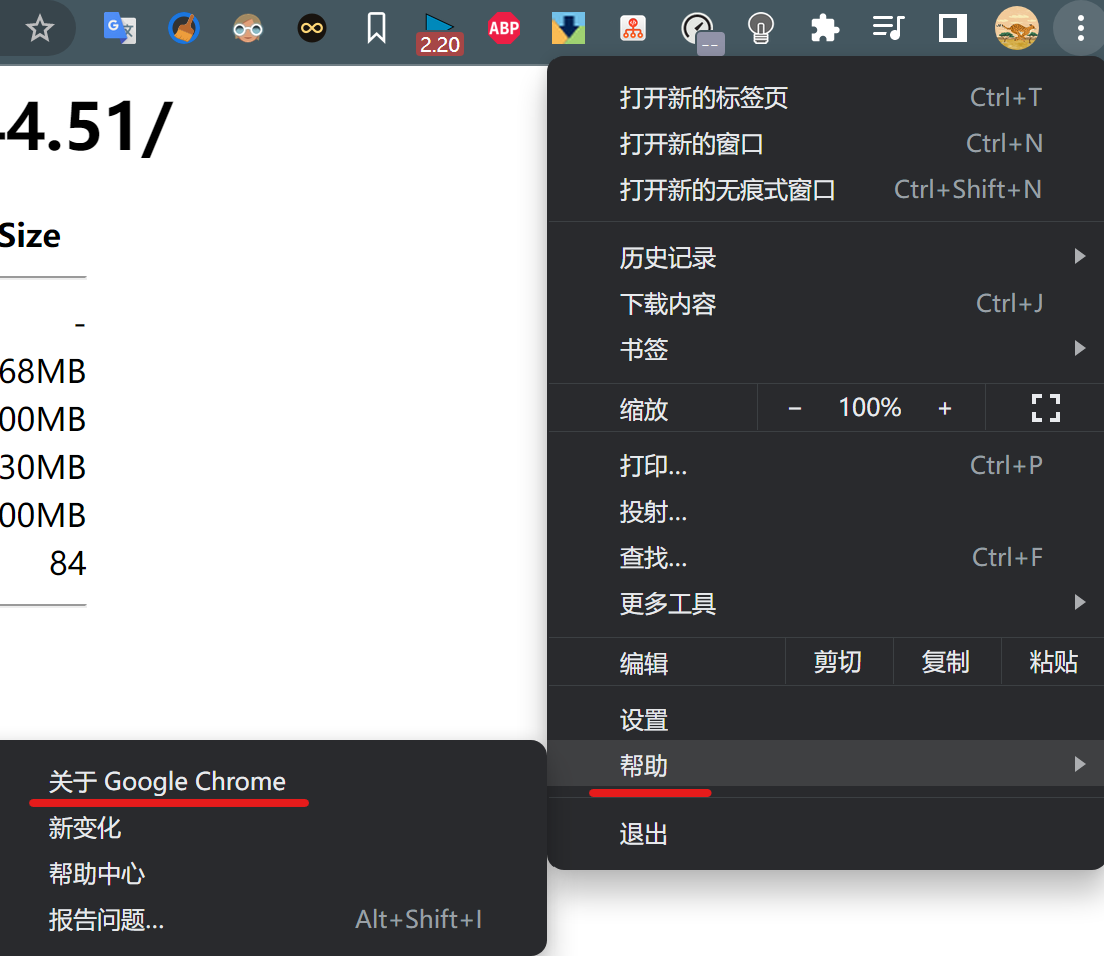 2.20
ABP
4.51/
Size
-
68MB
00MB
30MB
00MB
84
打开新的标签页 Ctrl+T
打开新的窗口 Ctrl+N
打开新的无痕式窗口 Ctrl+Shift+N
历史记录
下载内容 Ctrl+J
书签
缩放 − 100% +
打印... Ctrl+P
投射...
查找... Ctrl+F
更多工具
编辑 剪切 复制 粘贴
设置
帮助
退出
关于 Google Chrome
新变化
帮助中心
报告问题... Alt+Shift+I